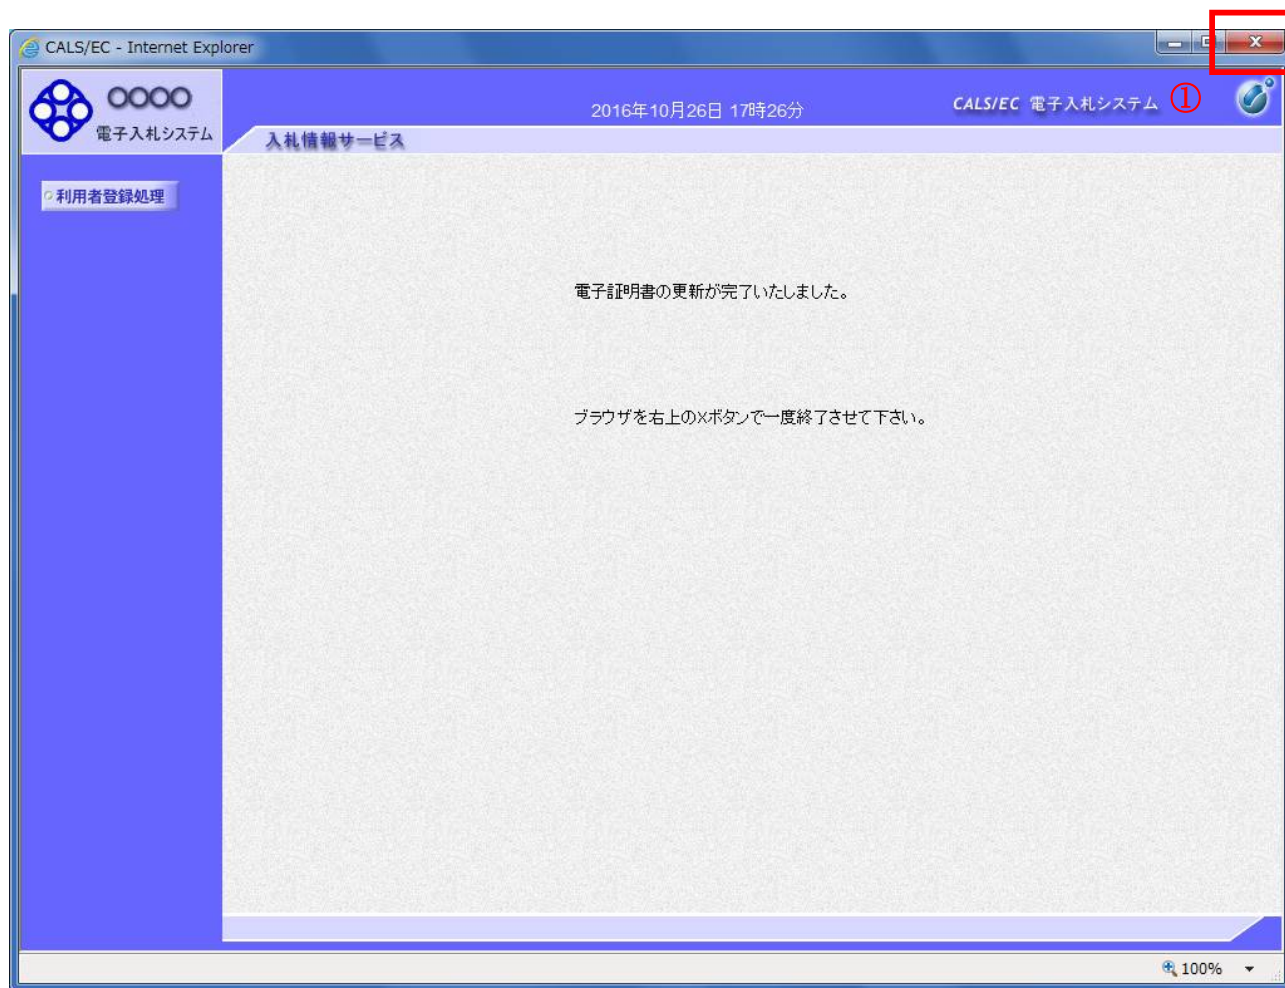 CALS/EC - Internet Explorer
○○○○
電子入札システム
2016年10月26日 17時26分
CALS/EC 電子入札システム
①
入札情報サービス
利用者登録処理
電子証明書の更新が完了いたしました。
ブラウザを右上の×ボタンで一度終了させて下さい。
100%